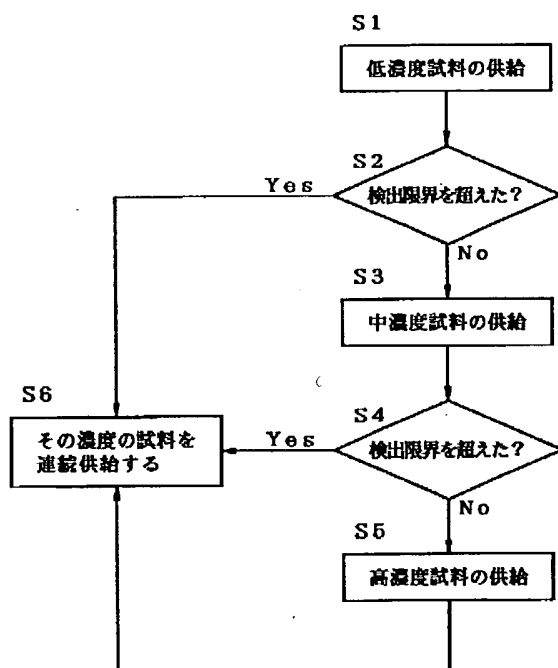 S1
低濃度試料の供給
S2
Yes
検出限界を超えた？
No
S3
中濃度試料の供給
S6
その濃度の試料を
連続供給する
S4
Yes
検出限界を超えた？
No
S5
高濃度試料の供給